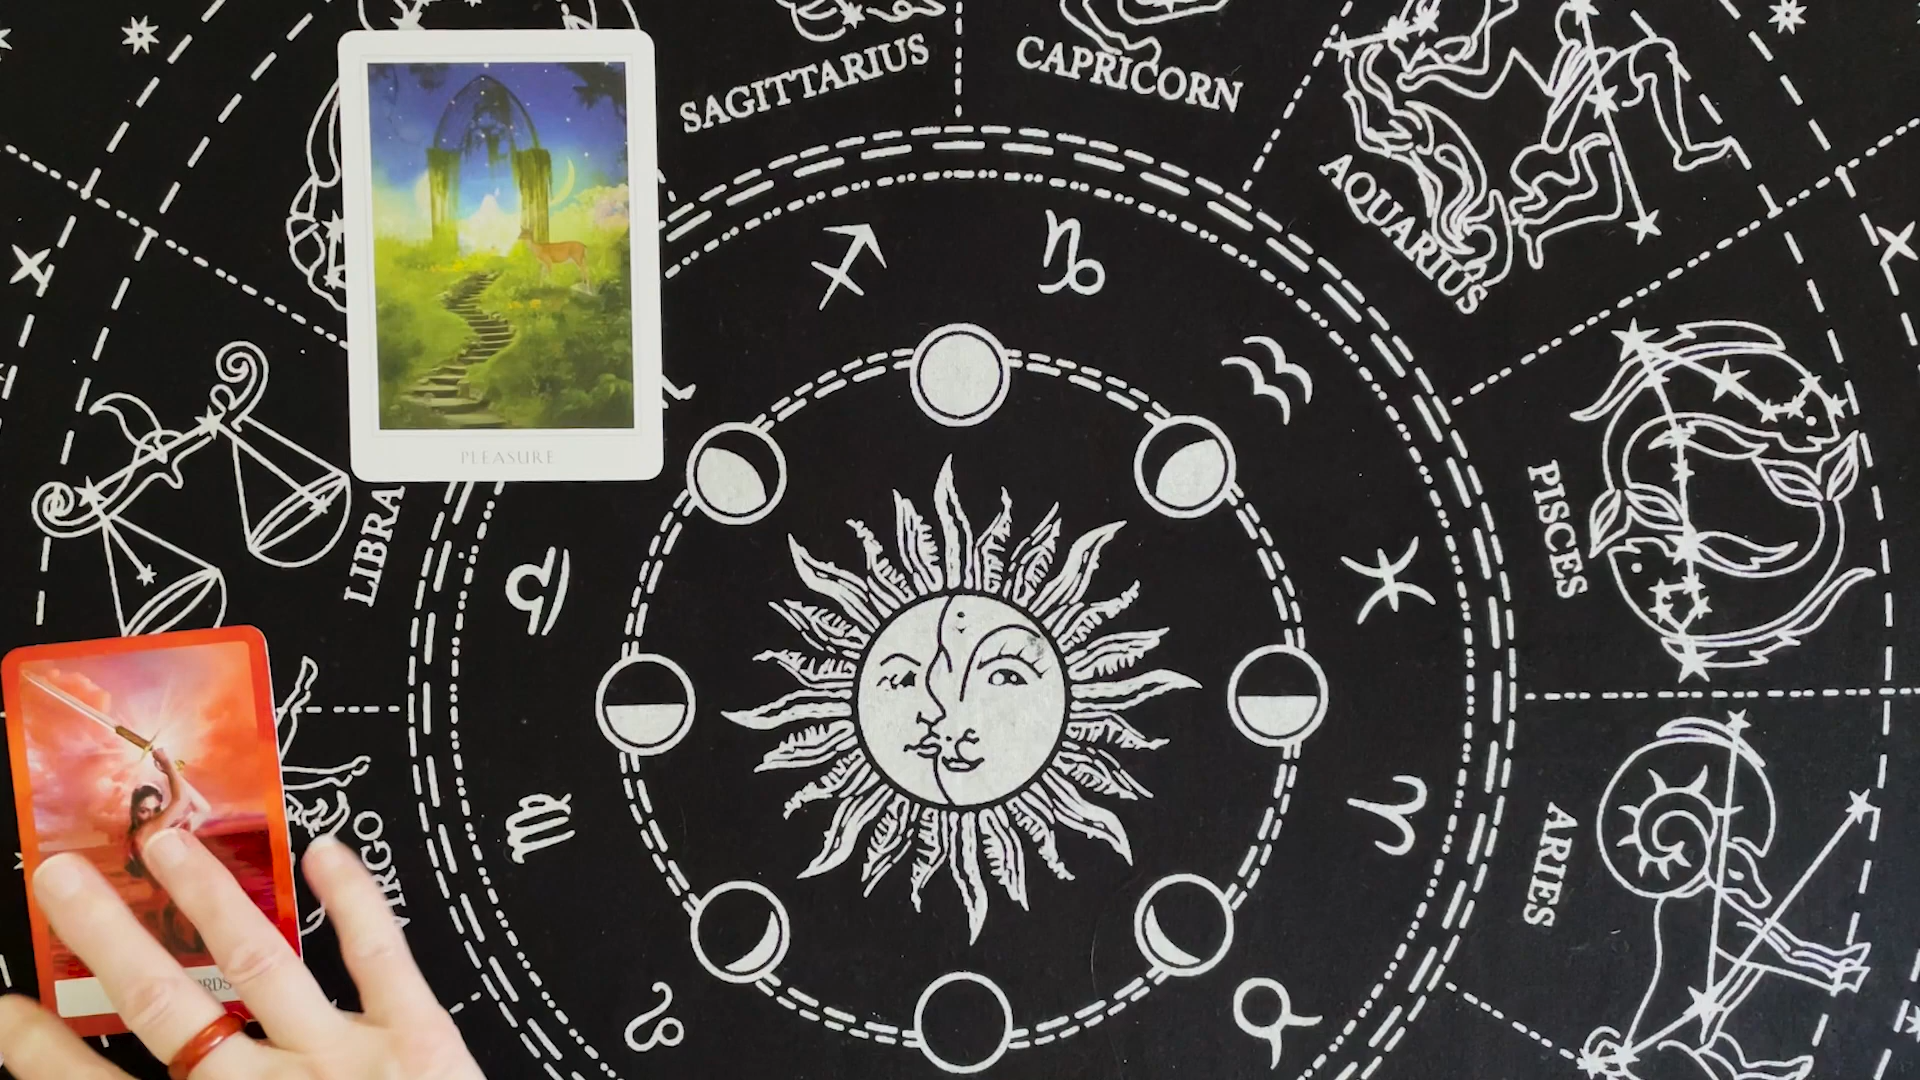 SAGITTARIUS
CAPRICORN
AQUARIUS
PLEASURE
LIBRA
PISCES
VIRGO
ARIES